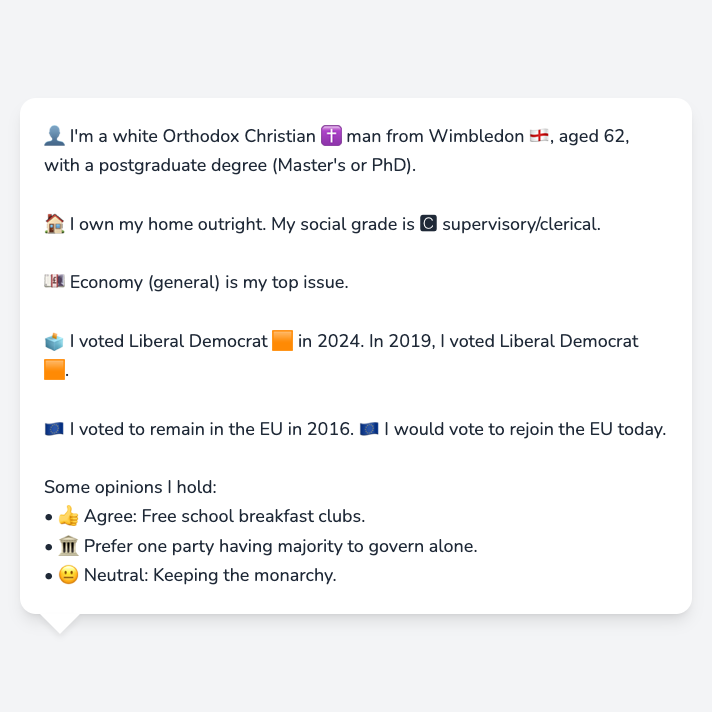 👤 I'm a white Orthodox Christian ✝️ man from Wimbledon 🏴󠁧󠁢󠁥󠁮󠁧󠁿, aged 62,
with a postgraduate degree (Master's or PhD).
🏠 I own my home outright. My social grade is 🅲 supervisory/clerical.
💷 Economy (general) is my top issue.
🗳️ I voted Liberal Democrat 🟧 in 2024. In 2019, I voted Liberal Democrat
🟧.
🇪🇺 I voted to remain in the EU in 2016. 🇪🇺 I would vote to rejoin the EU today.
Some opinions I hold:
• 👍 Agree: Free school breakfast clubs.
• 🏛️ Prefer one party having majority to govern alone.
• 😐 Neutral: Keeping the monarchy.